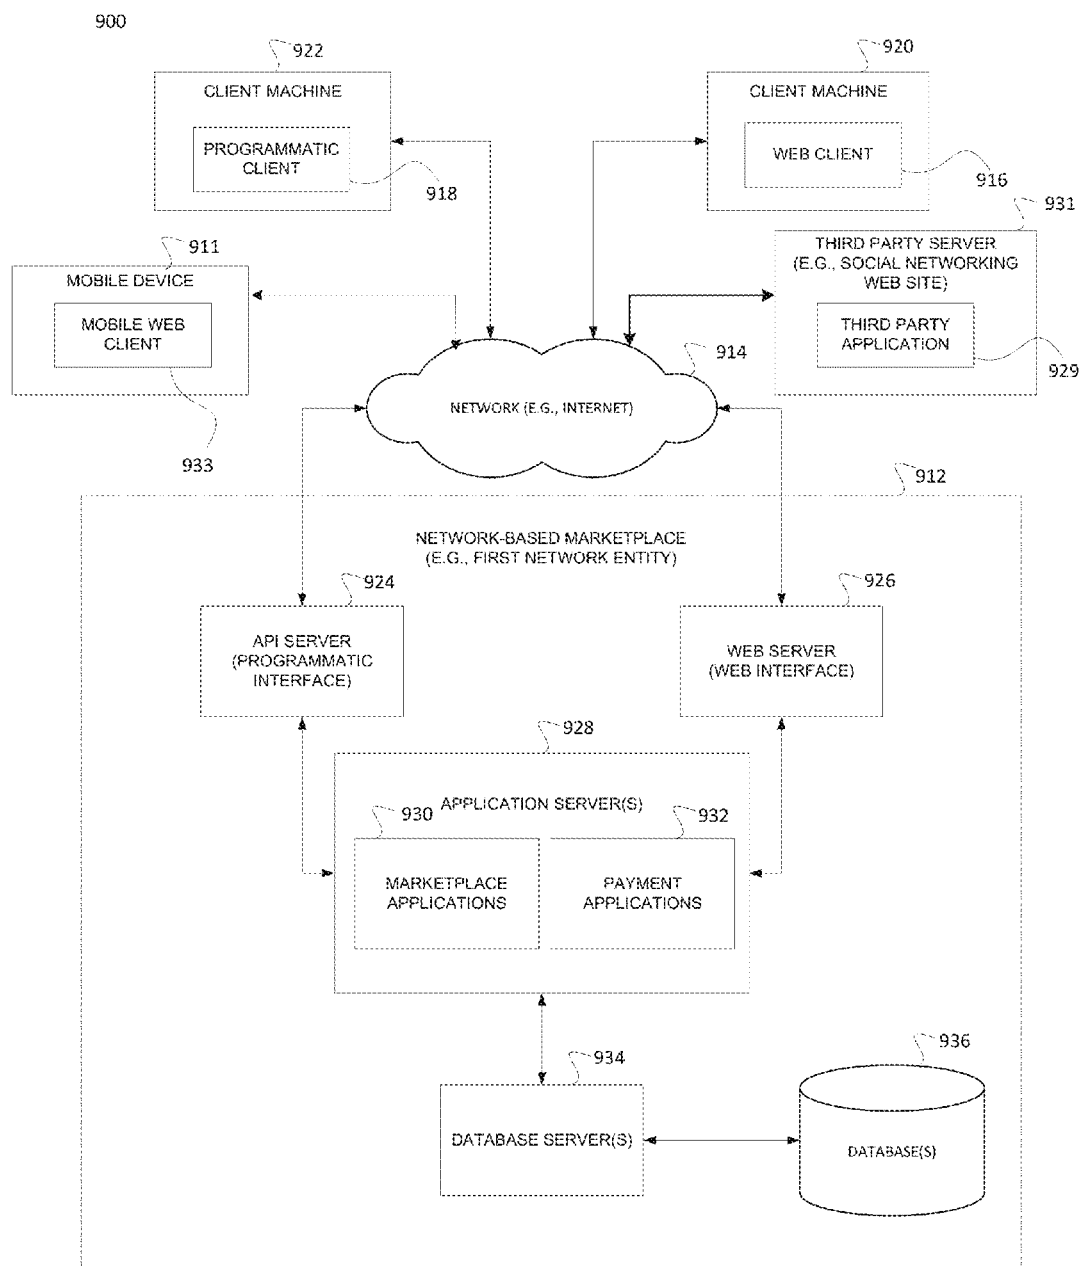 900
922
CLIENT MACHINE
PROGRAMMATIC
CLIENT
918
920
CLIENT MACHINE
WEB CLIENT
916
911
MOBILE DEVICE
MOBILE WEB
CLIENT
933
931
THIRD PARTY SERVER
(E.G., SOCIAL NETWORKING
WEB SITE)
THIRD PARTY
APPLICATION
929
914
NETWORK (E.G., INTERNET)
912
NETWORK-BASED MARKETPLACE
(E.G., FIRST NETWORK ENTITY)
924
API SERVER
(PROGRAMMATIC
INTERFACE)
926
WEB SERVER
(WEB INTERFACE)
928
APPLICATION SERVER(S)
930
MARKETPLACE
APPLICATIONS
932
PAYMENT
APPLICATIONS
934
DATABASE SERVER(S)
936
DATABASE(S)